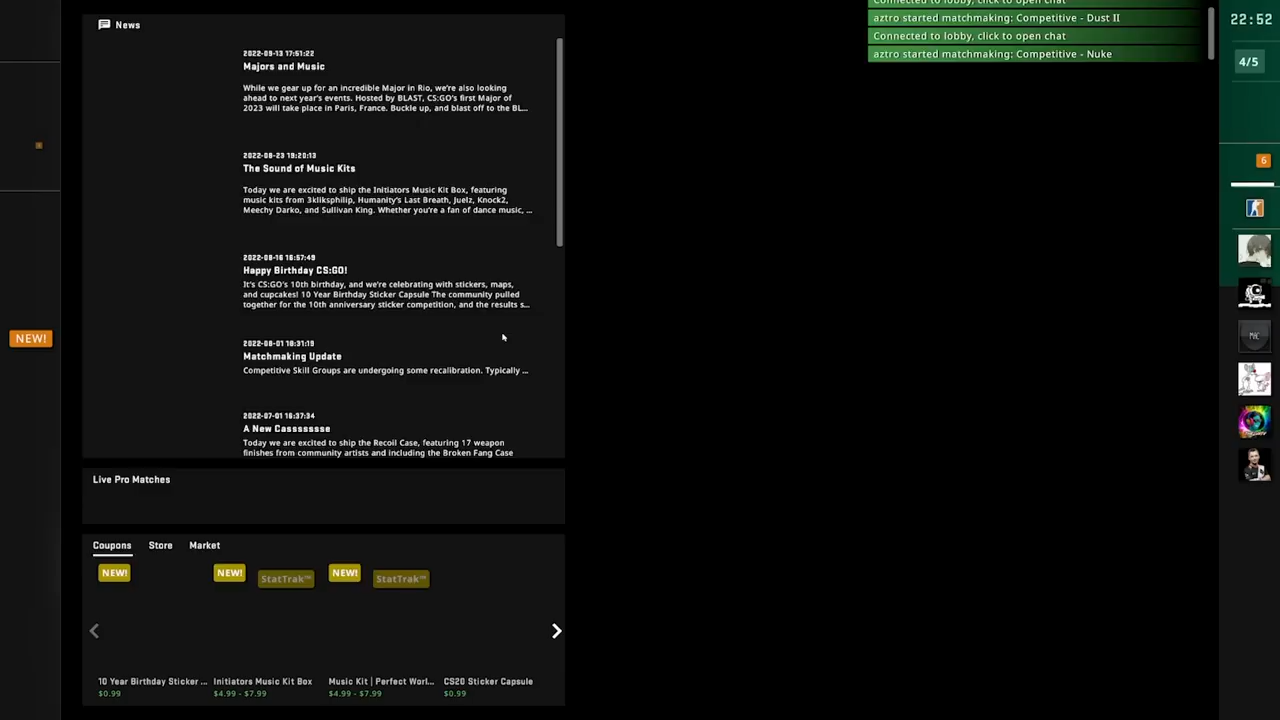 News
2022-09-13 17:51:22
Majors and Music
While we gear up for an incredible Major in Rio, we're also looking
ahead to next year's events. Hosted by BLAST, CS:GO's first Major of
2023 will take place in Paris, France. Buckle up, and blast off to the BL...
2022-08-23 19:20:13
The Sound of Music Kits
Today we are excited to ship the Initiators Music Kit Box, featuring
music kits from 3kliksphilip, Humanity's Last Breath, Juelz, Knock2,
Meechy Darko, and Sullivan King. Whether you're a fan of dance music, ...
2022-08-16 16:57:49
Happy Birthday CS:GO!
It's CS:GO's 10th birthday, and we're celebrating with stickers, maps,
and cupcakes! 10 Year Birthday Sticker Capsule The community pulled
together for the 10th anniversary sticker competition, and the results s...
2022-08-01 18:31:19
Matchmaking Update
Competitive Skill Groups are undergoing some recalibration. Typically ...
2022-07-01 16:37:34
A New Cassssssse
Today we are excited to ship the Recoil Case, featuring 17 weapon
finishes from community artists and including the Broken Fang Case
NEW!
Live Pro Matches
Coupons Store Market
NEW! NEW! StatTrak™ NEW! StatTrak™
10 Year Birthday Sticker ... Initiators Music Kit Box Music Kit | Perfect Worl... CS20 Sticker Capsule
$0.99 $4.99 - $7.99 $4.99 - $7.99 $0.99
Connected to lobby, click to open chat
aztro started matchmaking: Competitive - Dust II
Connected to lobby, click to open chat
aztro started matchmaking: Competitive - Nuke
22:52
4/5
6
MAC